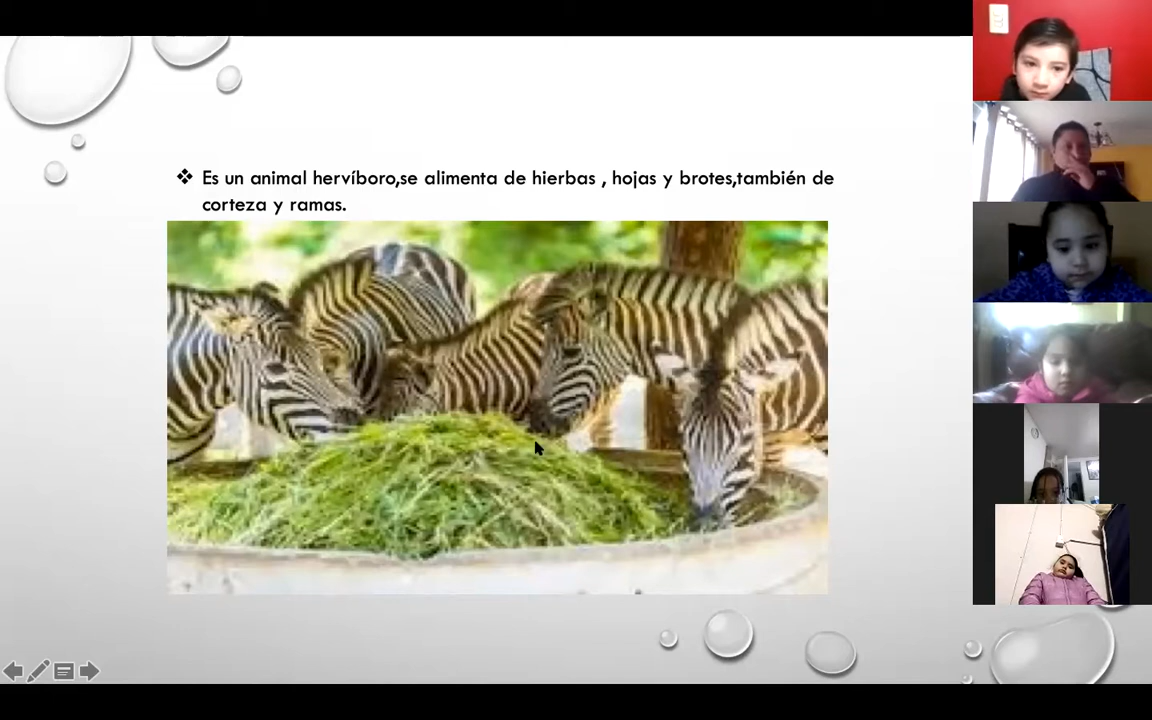 ❖ Es un animal hervíboro,se alimenta de hierbas , hojas y brotes,también de
corteza y ramas.